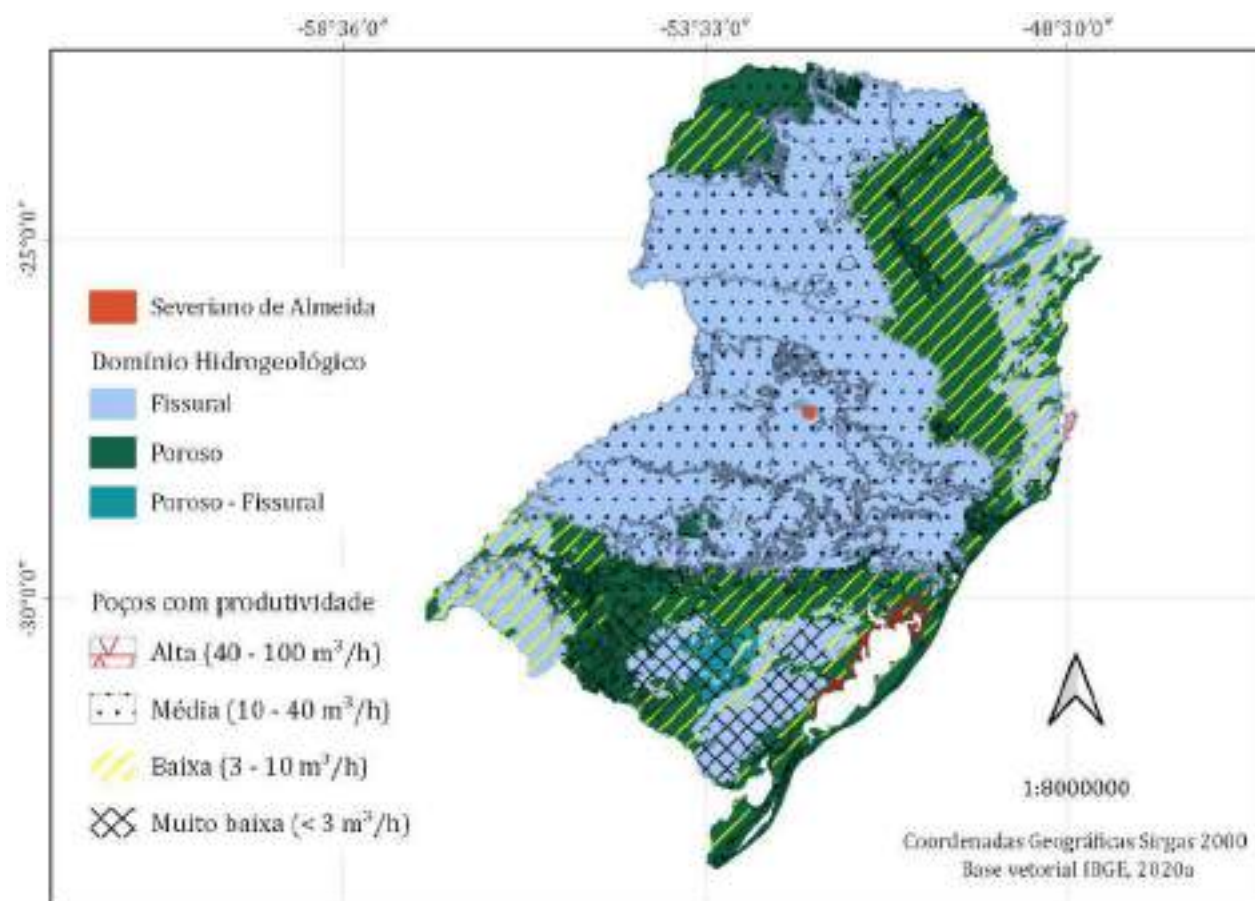 -58°36'0"
-53°33'0"
-48°30'0"
-25°0'0"
-30°0'0"
Severiano de Almeida
Domínio Hidrogeológico
Fissural
Poroso
Poroso - Fissural
Poços com produtividade
Alta (40 - 100 m³/h)
Média (10 - 40 m³/h)
Baixa (3 - 10 m³/h)
Muito baixa (< 3 m³/h)
1:8000000
Coordenadas Geográficas Sirgas 2000
Base vetorial IBGE, 2020a